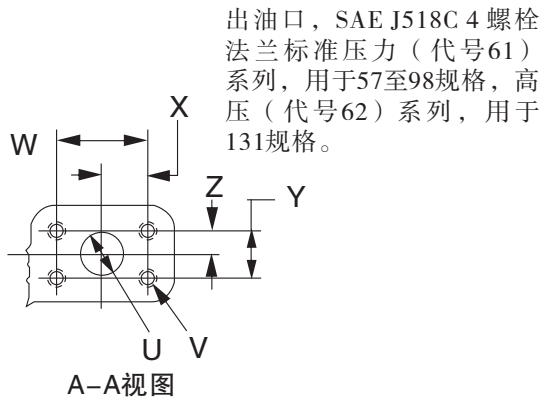 出油口，SAE J518C 4 螺栓
法兰标准压力（代号61）
系列，用于57至98规格，高
压（代号62）系列，用于
131规格。
X
W
Z
Y
U
V
A–A视图